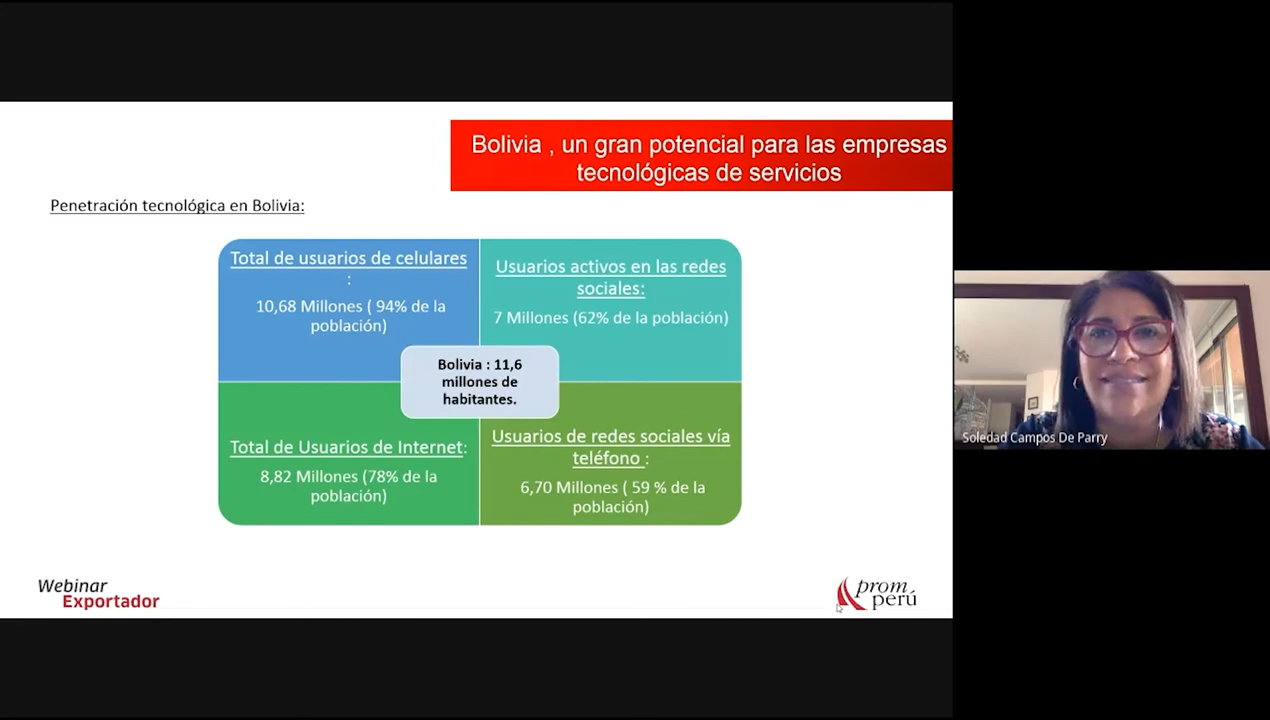 Bolivia , un gran potencial para las empresas
tecnológicas de servicios
Penetración tecnológica en Bolivia:
Total de usuarios de celulares
:
10,68 Millones ( 94% de la
población)
Usuarios activos en las redes
sociales:
7 Millones (62% de la población)
Bolivia : 11,6
millones de
habitantes.
Total de Usuarios de Internet:
8,82 Millones (78% de la
población)
Usuarios de redes sociales vía
teléfono :
6,70 Millones ( 59 % de la
población)
Webinar
Exportador
prom
perú
Soledad Campos De Parry